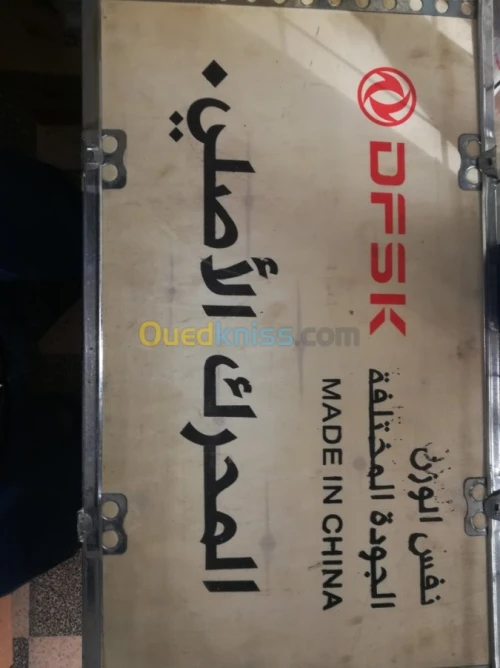 DFSK
نفس الوزن
الجودة المختلفة
MADE IN CHINA
المحرك الأصلي.
Ouedkniss.com